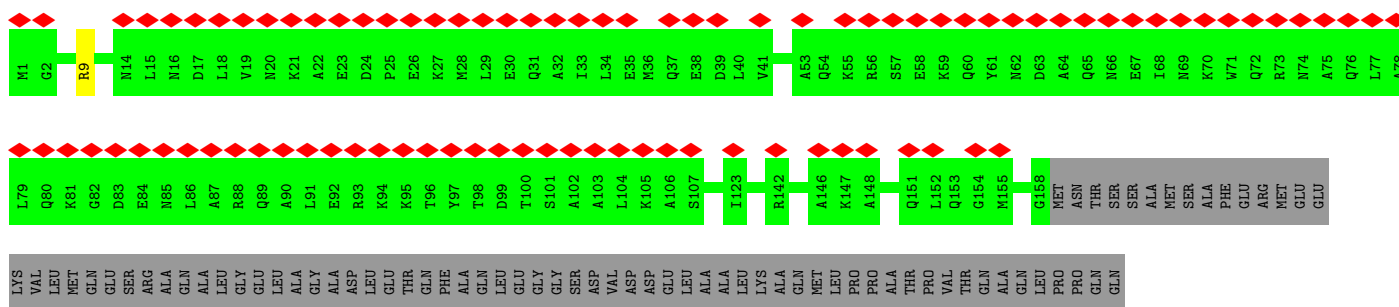 M1 G2 R9 N14 L15 N16 D17 L18 V19 N20 K21 A22 E23 D24 P25 E26 K27 M28 L29 E30 Q31 A32 I33 L34 E35 M36 Q37 E38 D39 L40 V41 A53 Q54 K55 R56 S57 E58 K59 Q60 Y61 N62 D63 A64 Q65 N66 E67 I68 N69 K70 W71 Q72 R73 N74 A75 Q76 L77 A78
L79 Q80 K81 G82 D83 E84 N85 L86 A87 R88 Q89 A90 L91 E92 R93 K94 K95 T96 Y97 T98 D99 T100 S101 A102 A103 L104 K105 A106 S107 I123 R142 A146 K147 A148 Q151 L152 Q153 G154 M155 G158 MET ASN THR SER SER ALA MET SER ALA PHE GLU ARG MET GLU GLU
LYS VAL LEU MET GLN GLU SER ARG ALA GLN ALA LEU GLY GLU LEU ALA GLY ALA ASP LEU GLU THR GLN PHE ALA GLN LEU GLU GLY GLY SER ASP VAL ASP ASP GLU LEU ALA ALA LEU LYS ALA GLN MET LEU PRO PRO ALA THR PRO VAL THR GLN ALA GLN LEU PRO PRO GLN GLN